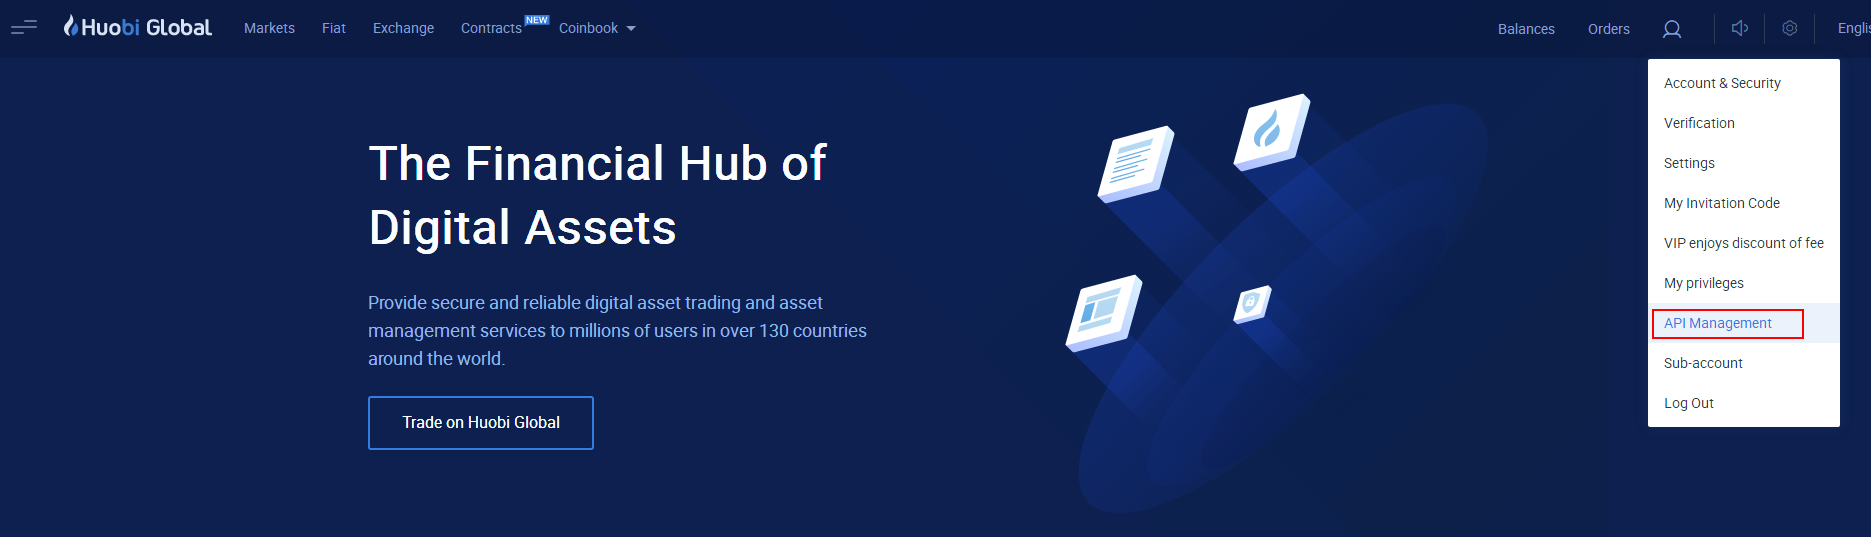 Huobi Global Markets Fiat Exchange Contracts NEW Coinbook Balances Orders
Account & Security
Verification
Settings
My Invitation Code
VIP enjoys discount of fee
My privileges
API Management
Sub-account
Log Out
The Financial Hub of
Digital Assets
Provide secure and reliable digital asset trading and asset
management services to millions of users in over 130 countries
around the world.
Trade on Huobi Global